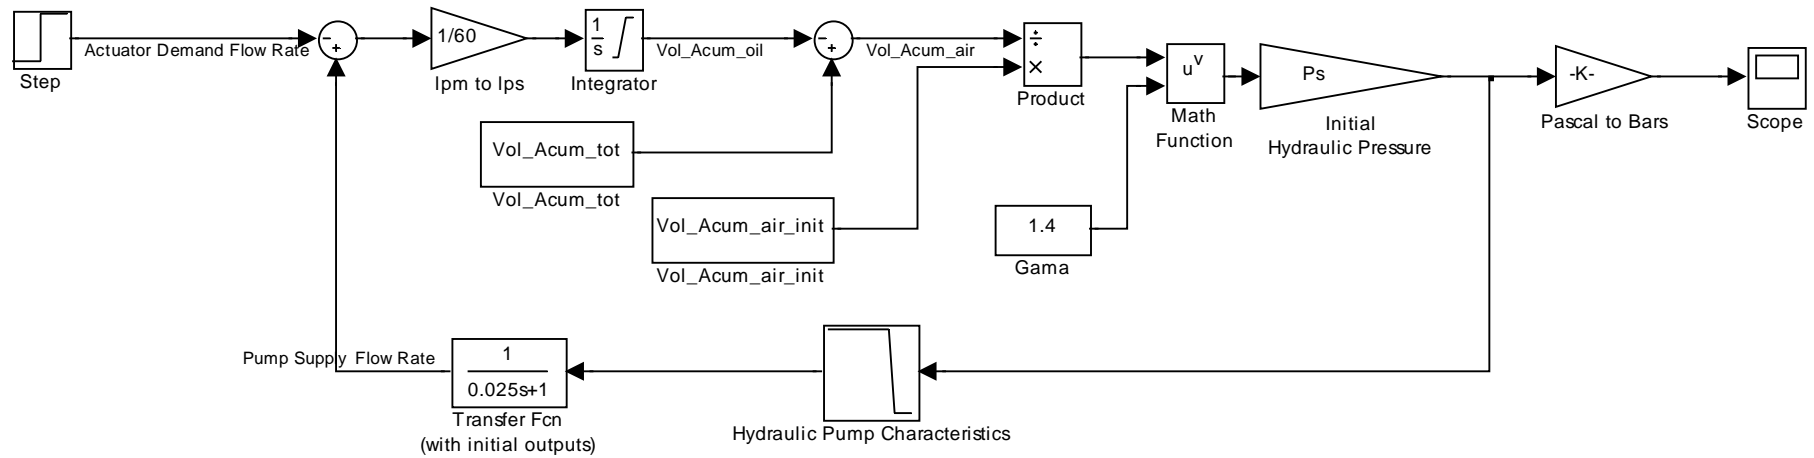 Step
Actuator Demand Flow Rate
−
+
1/60
lpm to lps
1
s
Integrator
Vol_Acum_oil
−
+
Vol_Acum_air
÷
×
Product
u^v
Math
Function
Ps
Initial
Hydraulic Pressure
-K-
Pascal to Bars
Scope
Vol_Acum_tot
Vol_Acum_tot
Vol_Acum_air_init
Vol_Acum_air_init
1.4
Gama
Pump Supply Flow Rate
1
0.025s+1
Transfer Fcn
(with initial outputs)
Hydraulic Pump Characteristics